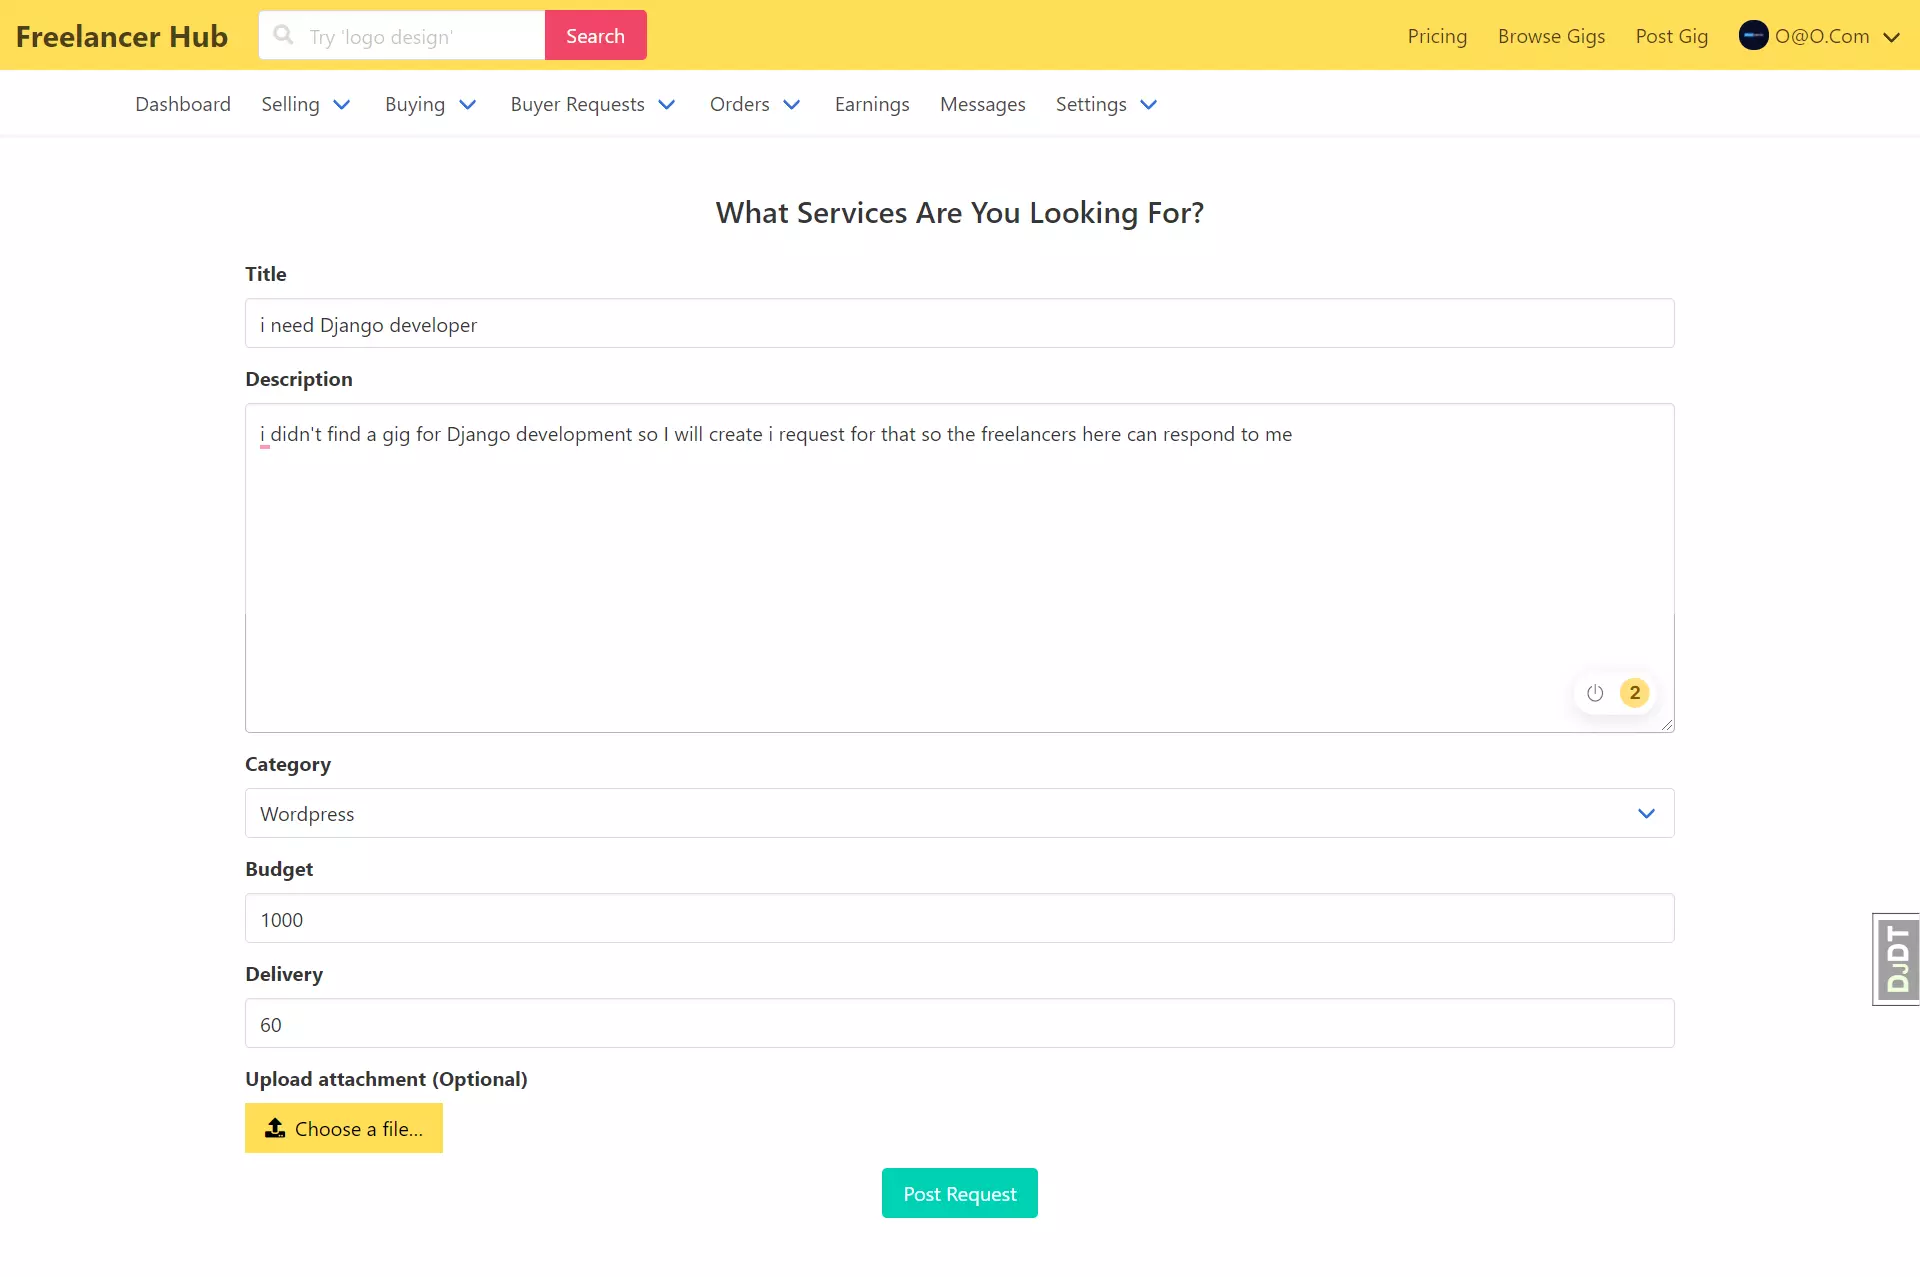 Freelancer Hub
Try 'logo design'
Search
Pricing
Browse Gigs
Post Gig
O@O.Com
Dashboard
Selling
Buying
Buyer Requests
Orders
Earnings
Messages
Settings
What Services Are You Looking For?
Title
i need Django developer
Description
i didn't find a gig for Django development so I will create i request for that so the freelancers here can respond to me
2
Category
Wordpress
Budget
1000
Delivery
60
DJDT
Upload attachment (Optional)
Choose a file...
Post Request